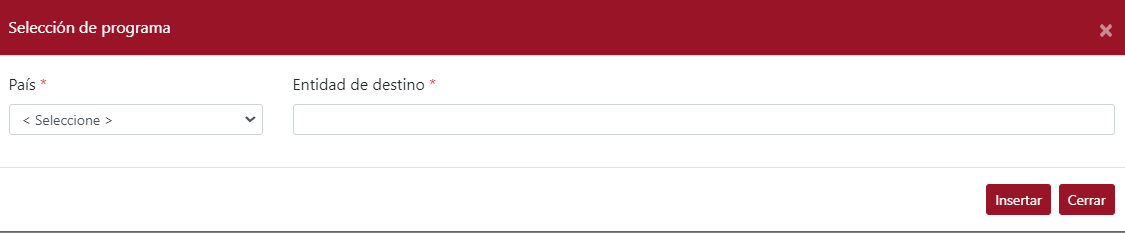 Selección de programa
×
País * Entidad de destino *
< Seleccione >
Insertar Cerrar